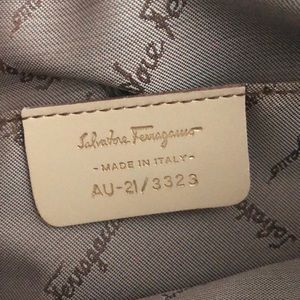 Salvatore Ferragamo
- MADE IN ITALY -
AU-21/3323